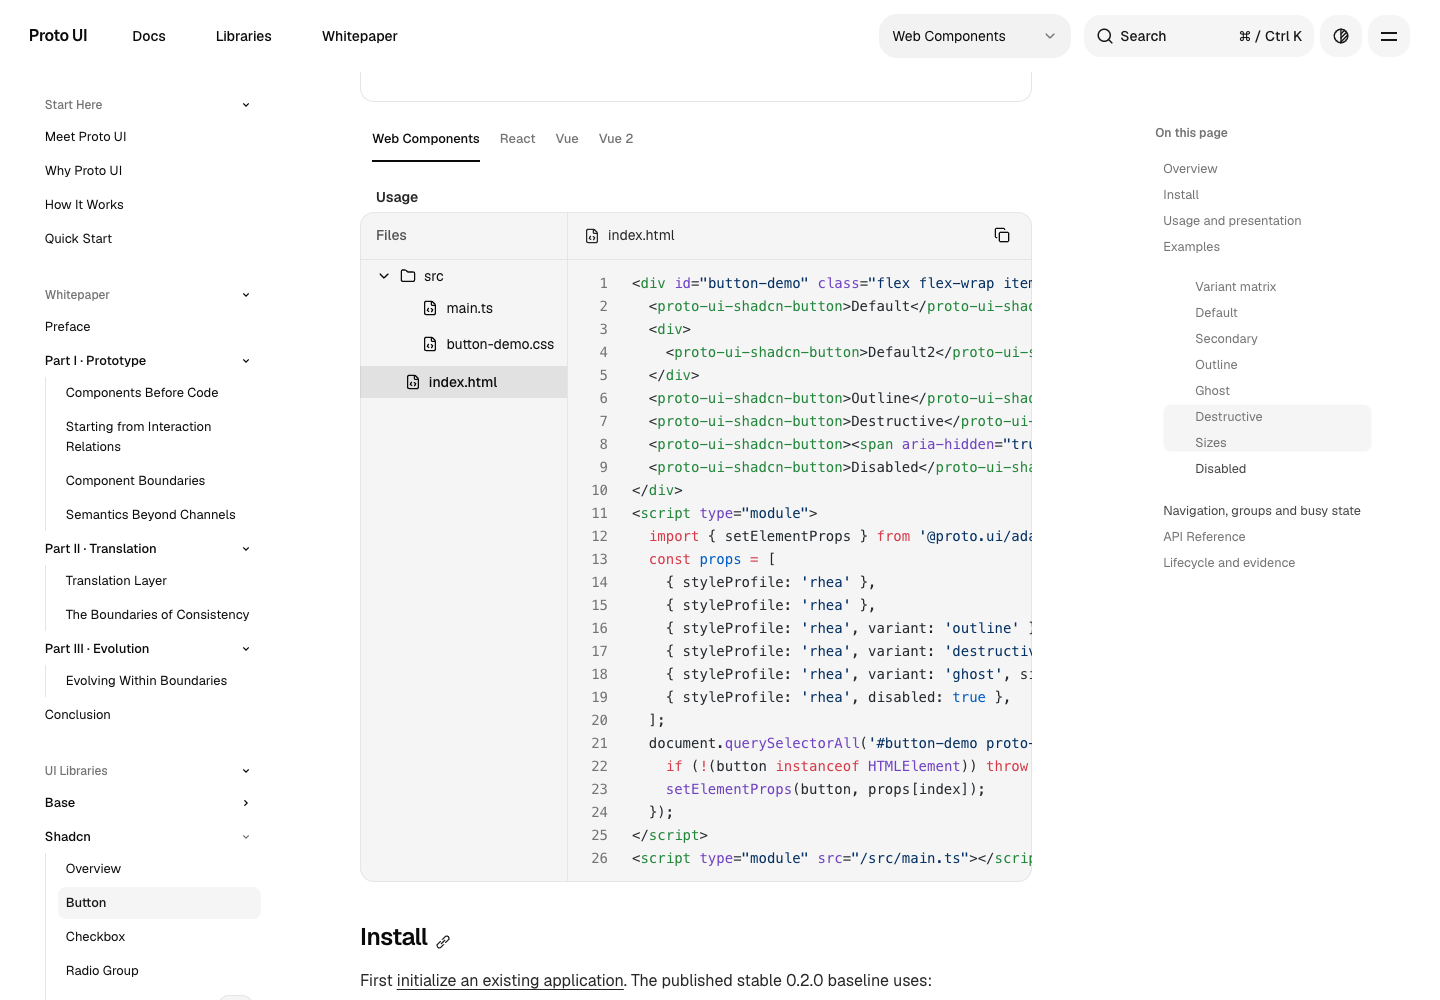 Proto UI
Docs
Libraries
Whitepaper
Web Components
Search
⌘ / Ctrl K
Start Here
Meet Proto UI
Why Proto UI
How It Works
Quick Start
Whitepaper
Preface
Part I · Prototype
Components Before Code
Starting from Interaction
Relations
Component Boundaries
Semantics Beyond Channels
Part II · Translation
Translation Layer
The Boundaries of Consistency
Part III · Evolution
Evolving Within Boundaries
Conclusion
UI Libraries
Base
Shadcn
Overview
Button
Checkbox
Radio Group
Web Components
React
Vue
Vue 2
Usage
Files
src
main.ts
button-demo.css
index.html
index.html
1 <div id="button-demo" class="flex flex-wrap item
2 <proto-ui-shadcn-button>Default</proto-ui-shad
3 <div>
4 <proto-ui-shadcn-button>Default2</proto-ui-s
5 </div>
6 <proto-ui-shadcn-button>Outline</proto-ui-shad
7 <proto-ui-shadcn-button>Destructive</proto-ui-
8 <proto-ui-shadcn-button><span aria-hidden="tru
9 <proto-ui-shadcn-button>Disabled</proto-ui-sha
10 </div>
11 <script type="module">
12 import { setElementProps } from '@proto.ui/ada
13 const props = [
14 { styleProfile: 'rhea' },
15 { styleProfile: 'rhea' },
16 { styleProfile: 'rhea', variant: 'outline' }
17 { styleProfile: 'rhea', variant: 'destructiv
18 { styleProfile: 'rhea', variant: 'ghost', si
19 { styleProfile: 'rhea', disabled: true },
20 ];
21 document.querySelectorAll('#button-demo proto-
22 if (!(button instanceof HTMLElement)) throw
23 setElementProps(button, props[index]);
24 });
25 </script>
26 <script type="module" src="/src/main.ts"></scrip
Install
First initialize an existing application. The published stable 0.2.0 baseline uses:
On this page
Overview
Install
Usage and presentation
Examples
Variant matrix
Default
Secondary
Outline
Ghost
Destructive
Sizes
Disabled
Navigation, groups and busy state
API Reference
Lifecycle and evidence